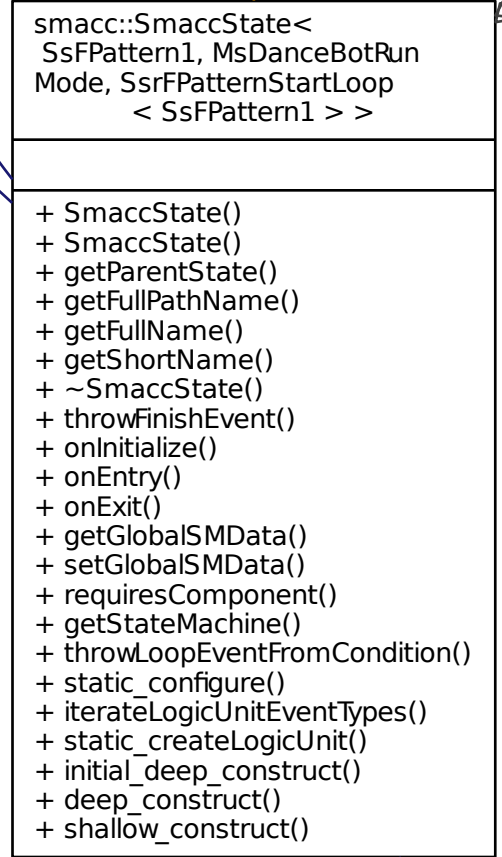 smacc::SmaccState<
SsFPattern1, MsDanceBotRun
Mode, SsrFPatternStartLoop
< SsFPattern1 > >
+ SmaccState()
+ SmaccState()
+ getParentState()
+ getFullPathName()
+ getFullName()
+ getShortName()
+ ~SmaccState()
+ throwFinishEvent()
+ onInitialize()
+ onEntry()
+ onExit()
+ getGlobalSMData()
+ setGlobalSMData()
+ requiresComponent()
+ getStateMachine()
+ throwLoopEventFromCondition()
+ static_configure()
+ iterateLogicUnitEventTypes()
+ static_createLogicUnit()
+ initial_deep_construct()
+ deep_construct()
+ shallow_construct()